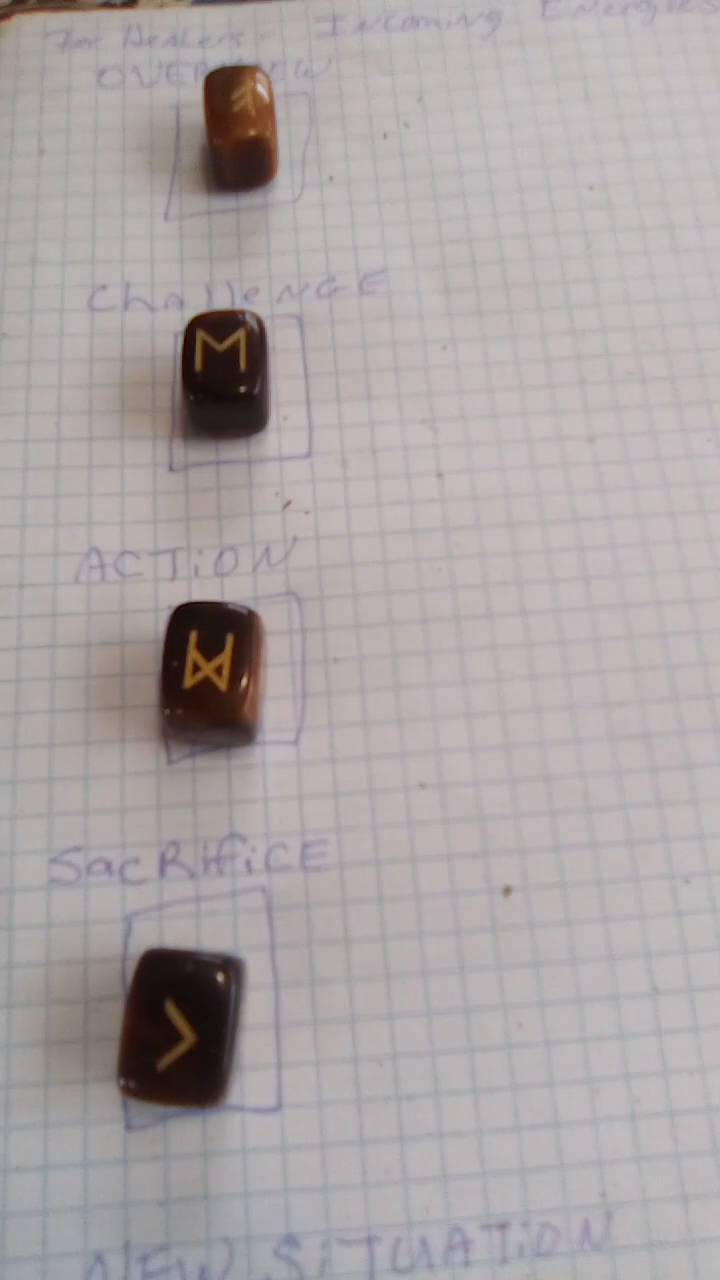 For Healers - Incoming Energies
OVERVIEW
Challenge
ᛖ
ACTION
ᛞ
SacRifiCE
NEW SiTUATION